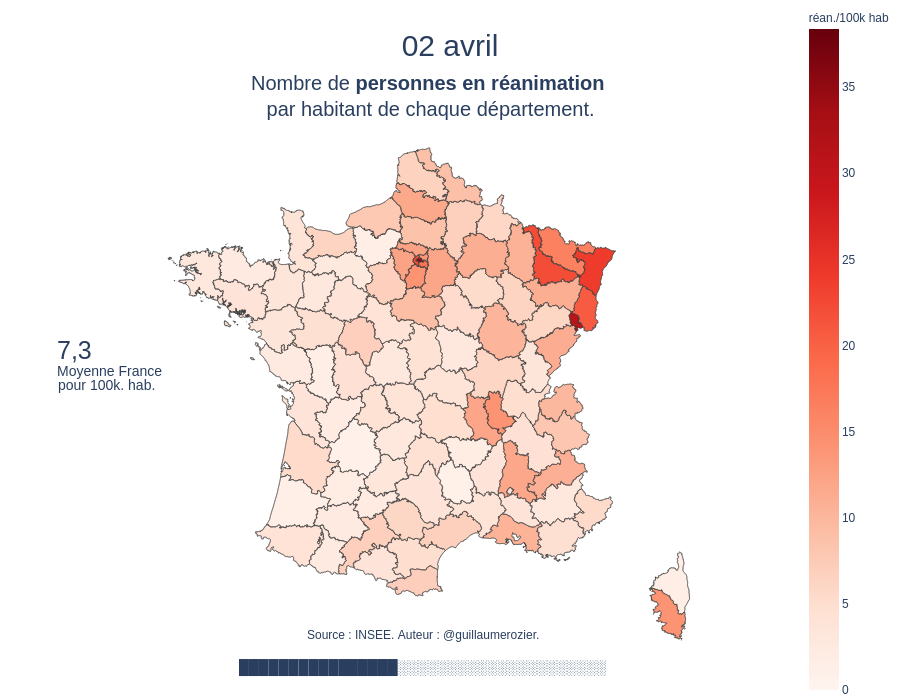 réan./100k hab
02 avril
Nombre de personnes en réanimation
par habitant de chaque département.
35
30
25
20
15
10
5
0
7,3
Moyenne France
pour 100k. hab.
Source : INSEE. Auteur : @guillaumerozier.